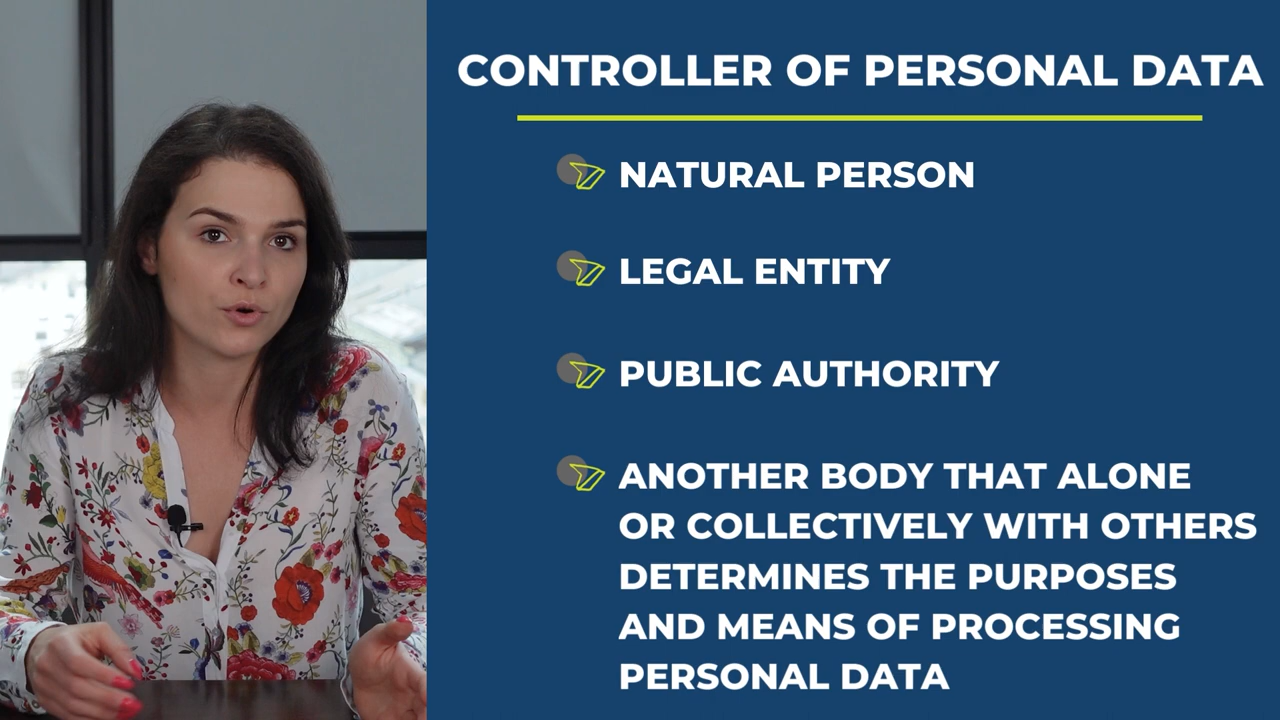 CONTROLLER OF PERSONAL DATA
NATURAL PERSON
LEGAL ENTITY
PUBLIC AUTHORITY
ANOTHER BODY THAT ALONE
OR COLLECTIVELY WITH OTHERS
DETERMINES THE PURPOSES
AND MEANS OF PROCESSING
PERSONAL DATA